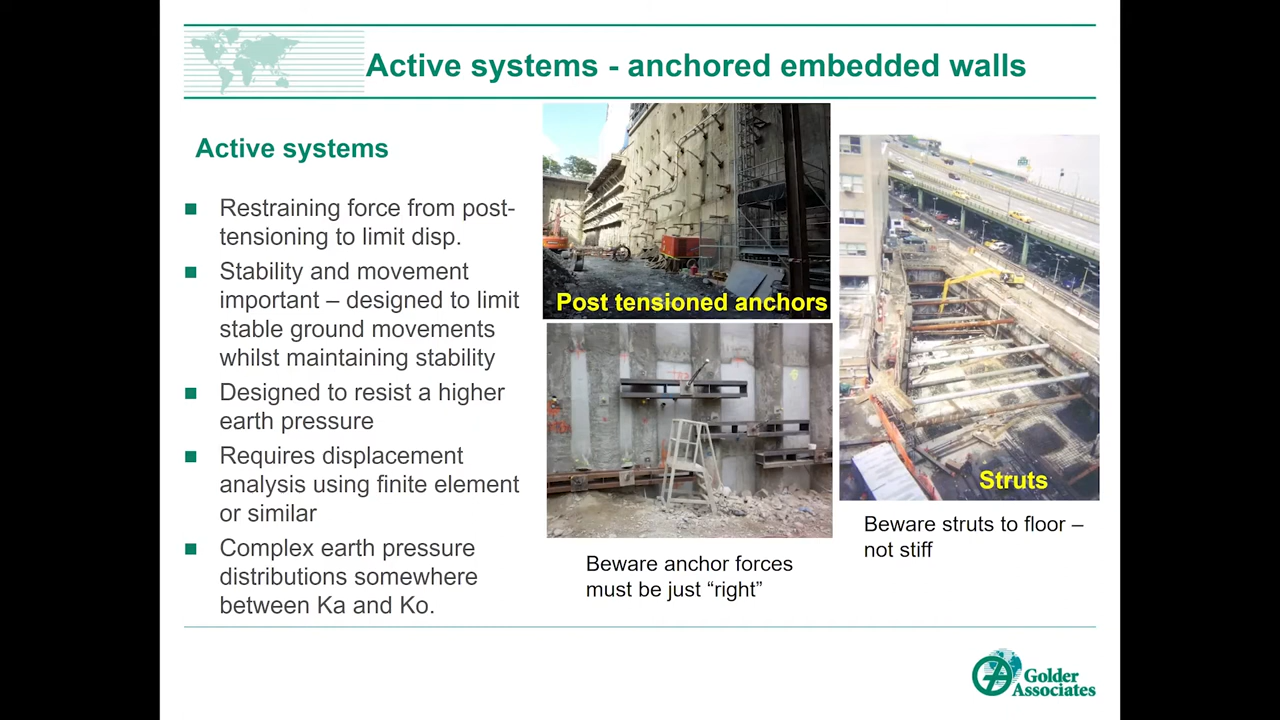 Active systems - anchored embedded walls
Active systems
Restraining force from post-
tensioning to limit disp.
Stability and movement
important – designed to limit
stable ground movements
whilst maintaining stability
Designed to resist a higher
earth pressure
Requires displacement
analysis using finite element
or similar
Complex earth pressure
distributions somewhere
between Ka and Ko.
Post tensioned anchors
Beware anchor forces
must be just “right”
Struts
Beware struts to floor –
not stiff
Golder
Associates